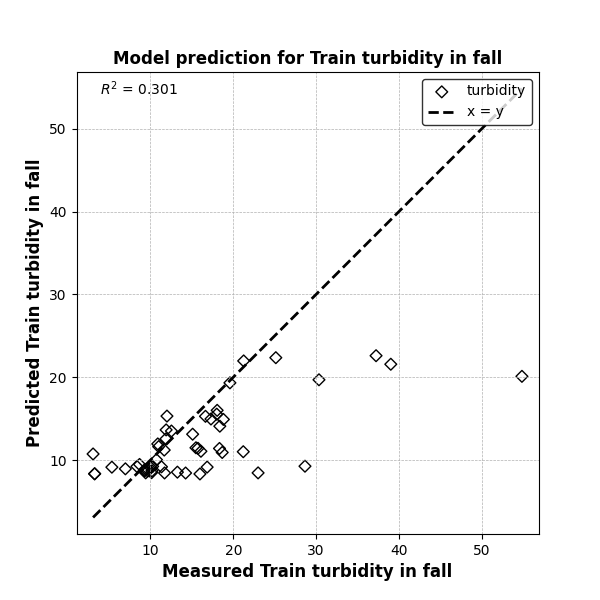 Model prediction for Train turbidity in fall
R² = 0.301
turbidity
x = y
Predicted Train turbidity in fall
50
40
30
20
10
10 20 30 40 50
Measured Train turbidity in fall